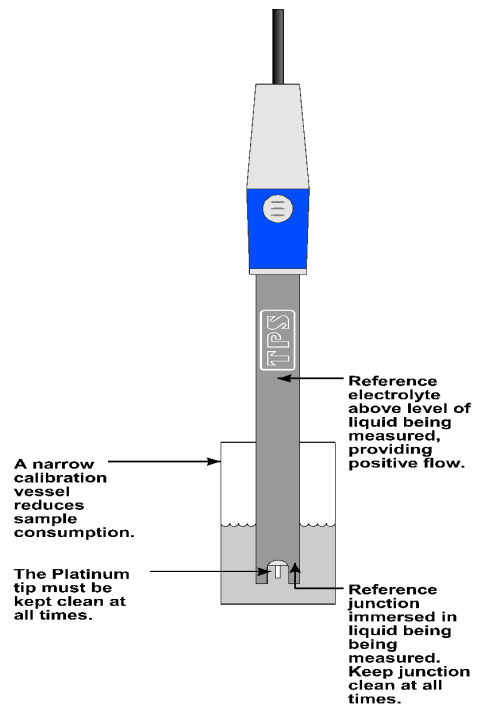 TPS
Reference
electrolyte
above level of
liquid being
measured,
providing
positive flow.
A narrow
calibration
vessel
reduces
sample
consumption.
The Platinum
tip must be
kept clean at
all times.
Reference
junction
immersed in
liquid being
being
measured.
Keep junction
clean at all
times.